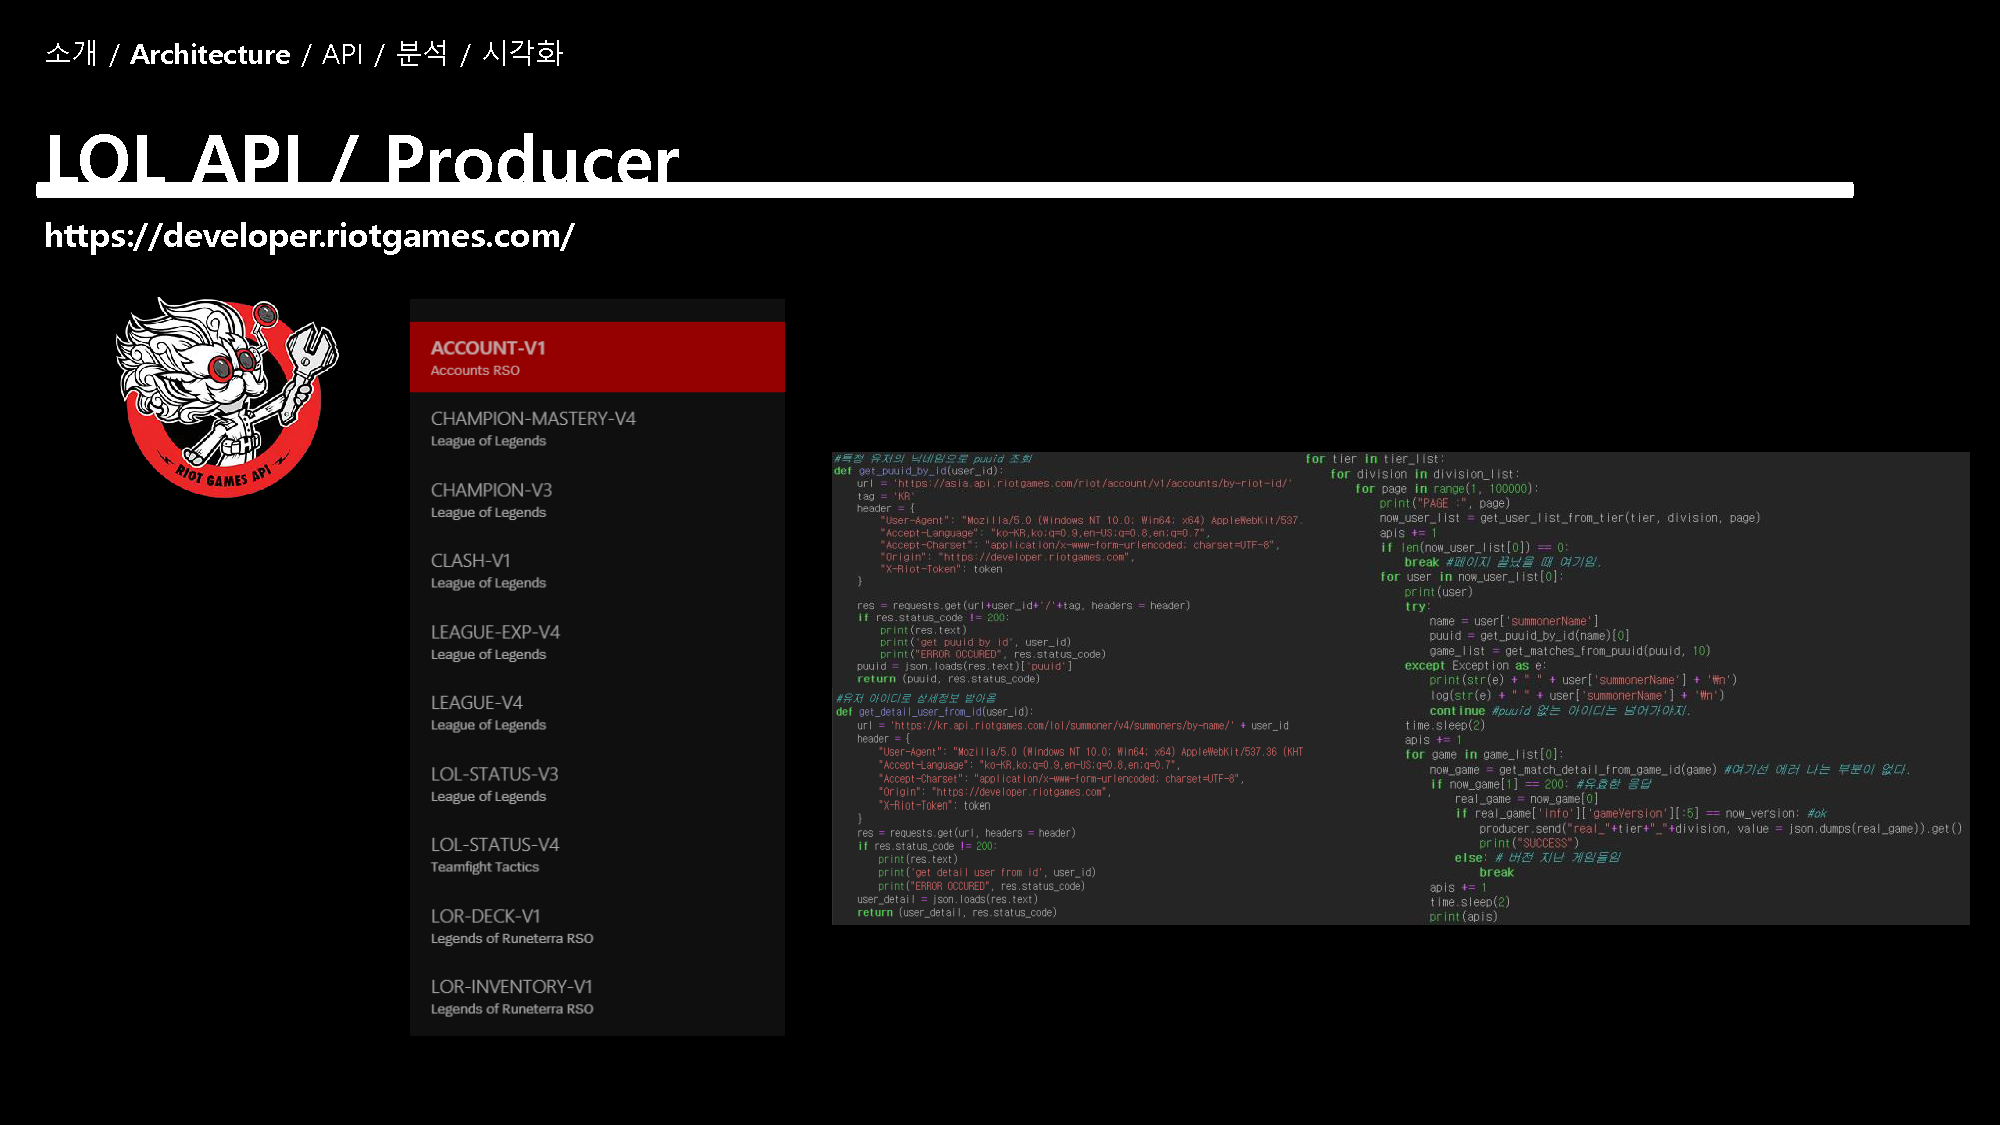 소개 / Architecture / API / 분석 / 시각화
LOL API / Producer
https://developer.riotgames.com/
RIOT GAMES API
ACCOUNT-V1
Accounts RSO
CHAMPION-MASTERY-V4
League of Legends
CHAMPION-V3
League of Legends
CLASH-V1
League of Legends
LEAGUE-EXP-V4
League of Legends
LEAGUE-V4
League of Legends
LOL-STATUS-V3
League of Legends
LOL-STATUS-V4
Teamfight Tactics
LOR-DECK-V1
Legends of Runeterra RSO
LOR-INVENTORY-V1
Legends of Runeterra RSO
#특정 유저의 닉네임으로 puuid 조회
def get_puuid_by_id(user_id):
url = 'https://asia.api.riotgames.com/riot/account/v1/accounts/by-riot-id/'
tag = 'KR'
header = {
"User-Agent": "Mozilla/5.0 (Windows NT 10.0; Win64; x64) AppleWebKit/537.
"Accept-Language": "ko-KR,ko;q=0.9,en-US;q=0.8,en;q=0.7",
"Accept-Charset": "application/x-www-form-urlencoded; charset=UTF-8",
"Origin": "https://developer.riotgames.com",
"X-Riot-Token": token
}
res = requests.get(url+user_id+'/'+tag, headers = header)
if res.status_code != 200:
print(res.text)
print('get puuid by id', user_id)
print("ERROR OCCURED", res.status_code)
puuid = json.loads(res.text)['puuid']
return (puuid, res.status_code)
#유저 아이디로 상세정보 받아옴
def get_detail_user_from_id(user_id):
url = 'https://kr.api.riotgames.com/lol/summoner/v4/summoners/by-name/' + user_id
header = {
"User-Agent": "Mozilla/5.0 (Windows NT 10.0; Win64; x64) AppleWebKit/537.36 (KHT
"Accept-Language": "ko-KR,ko;q=0.9,en-US;q=0.8,en;q=0.7",
"Accept-Charset": "application/x-www-form-urlencoded; charset=UTF-8",
"Origin": "https://developer.riotgames.com",
"X-Riot-Token": token
}
res = requests.get(url, headers = header)
if res.status_code != 200:
print(res.text)
print('get detail user from id', user_id)
print("ERROR OCCURED", res.status_code)
user_detail = json.loads(res.text)
return (user_detail, res.status_code)
for tier in tier_list:
for division in division_list:
for page in range(1, 100000):
print("PAGE :", page)
now_user_list = get_user_list_from_tier(tier, division, page)
apis += 1
if len(now_user_list[0]) == 0:
break #페이지 끝났을 때 여기임.
for user in now_user_list[0]:
print(user)
try:
name = user['summonerName']
puuid = get_puuid_by_id(name)[0]
game_list = get_matches_from_puuid(puuid, 10)
except Exception as e:
print(str(e) + " " + user['summonerName'] + '₩n')
log(str(e) + " " + user['summonerName'] + '₩n')
continue #puuid 없는 아이디는 넘어가야지.
time.sleep(2)
apis += 1
for game in game_list[0]:
now_game = get_match_detail_from_game_id(game) #여기선 에러 나는 부분이 없다.
if now_game[1] == 200: #유효한 응답
real_game = now_game[0]
if real_game['info']['gameVersion'][:5] == now_version: #ok
producer.send("real_"+tier+"_"+division, value = json.dumps(real_game)).get()
print("SUCCESS")
else: # 버전 지난 게임들임
break
apis += 1
time.sleep(2)
print(apis)